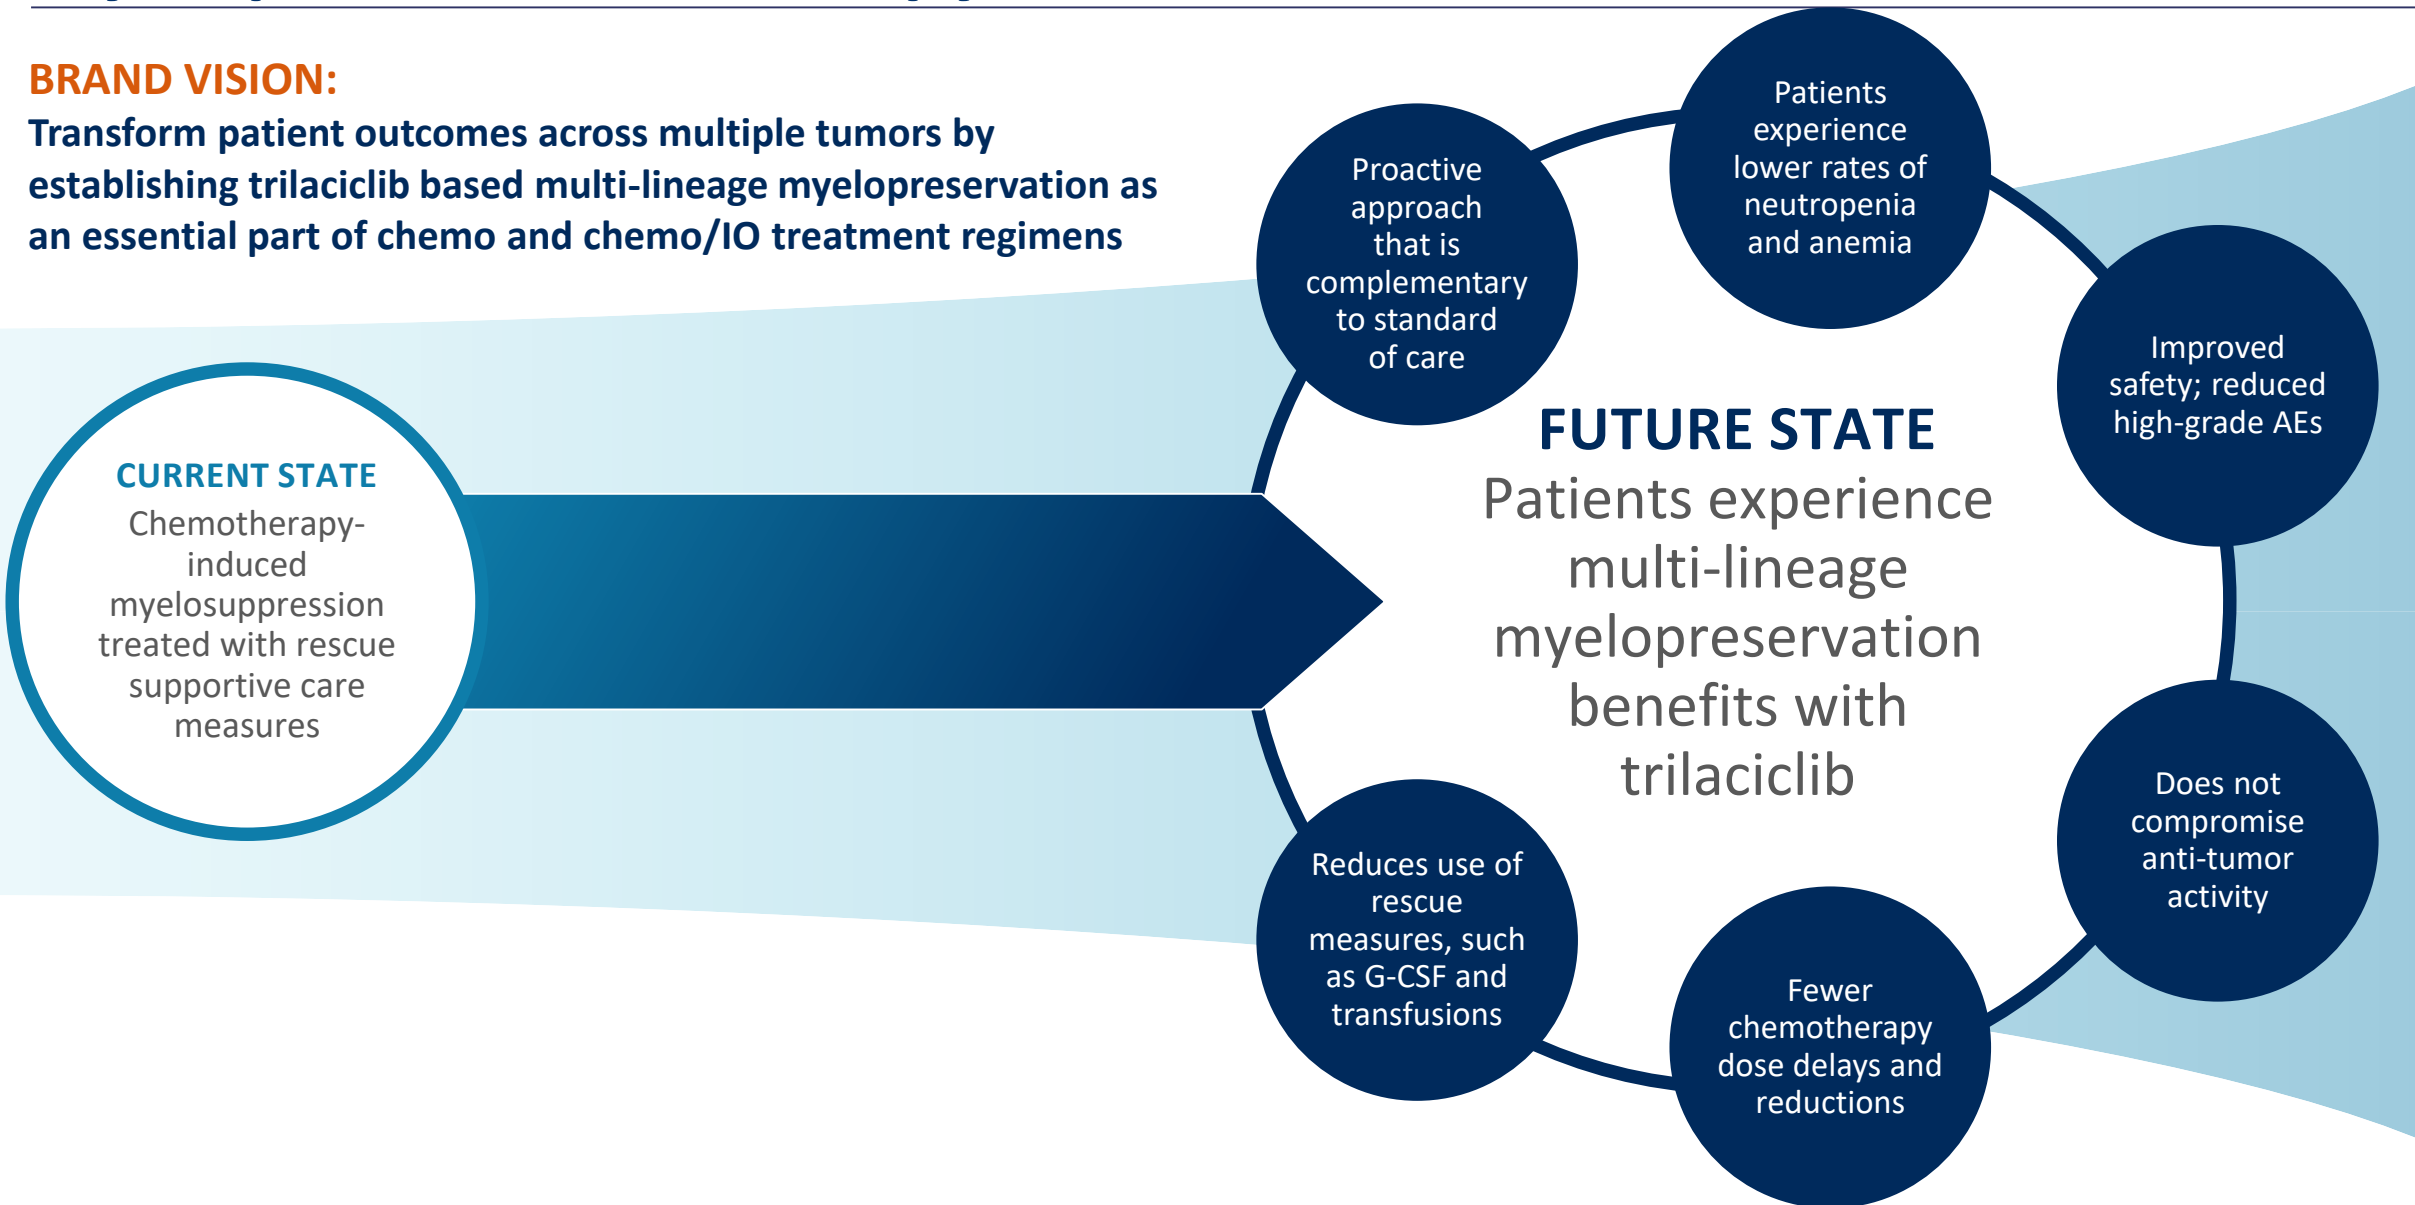 BRAND VISION:
Transform patient outcomes across multiple tumors by
establishing trilaciclib based multi-lineage myelopreservation as
an essential part of chemo and chemo/IO treatment regimens
CURRENT STATE
Chemotherapy-
induced
myelosuppression
treated with rescue
supportive care
measures
Proactive
approach
that is
complementary
to standard
of care
Patients
experience
lower rates of
neutropenia
and anemia
Improved
safety; reduced
high-grade AEs
FUTURE STATE
Patients experience
multi-lineage
myelopreservation
benefits with
trilaciclib
Does not
compromise
anti-tumor
activity
Fewer
chemotherapy
dose delays and
reductions
Reduces use of
rescue
measures, such
as G-CSF and
transfusions